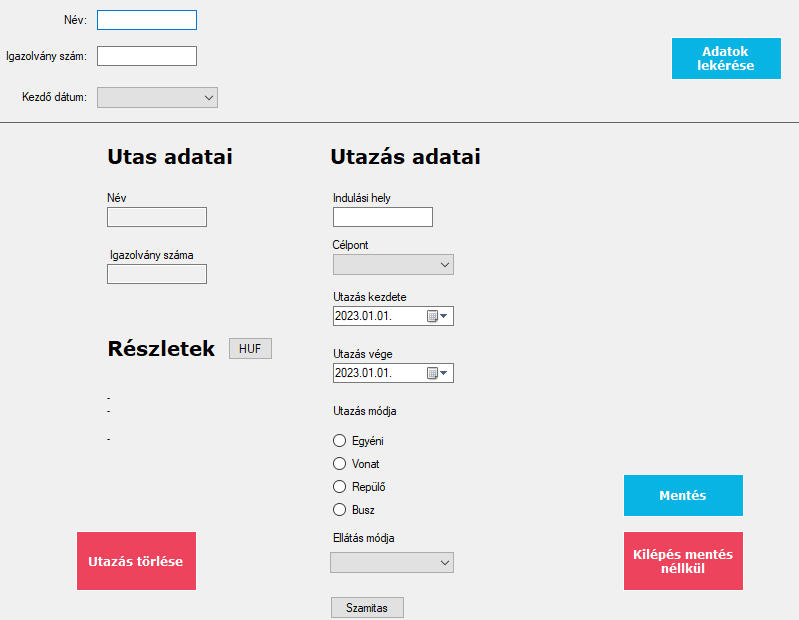 Név:
Igazolvány szám:
Adatok
lekérése
Kezdő dátum:
Utas adatai
Utazás adatai
Név
Indulási hely
Célpont
Igazolvány száma
Utazás kezdete
2023.01.01.
Részletek
HUF
Utazás vége
2023.01.01.
-
-
-
Utazás módja
Egyéni
Vonat
Repülő
Busz
Mentés
Ellátás módja
Utazás törlése
Kilépés mentés
néllkül
Szamitas